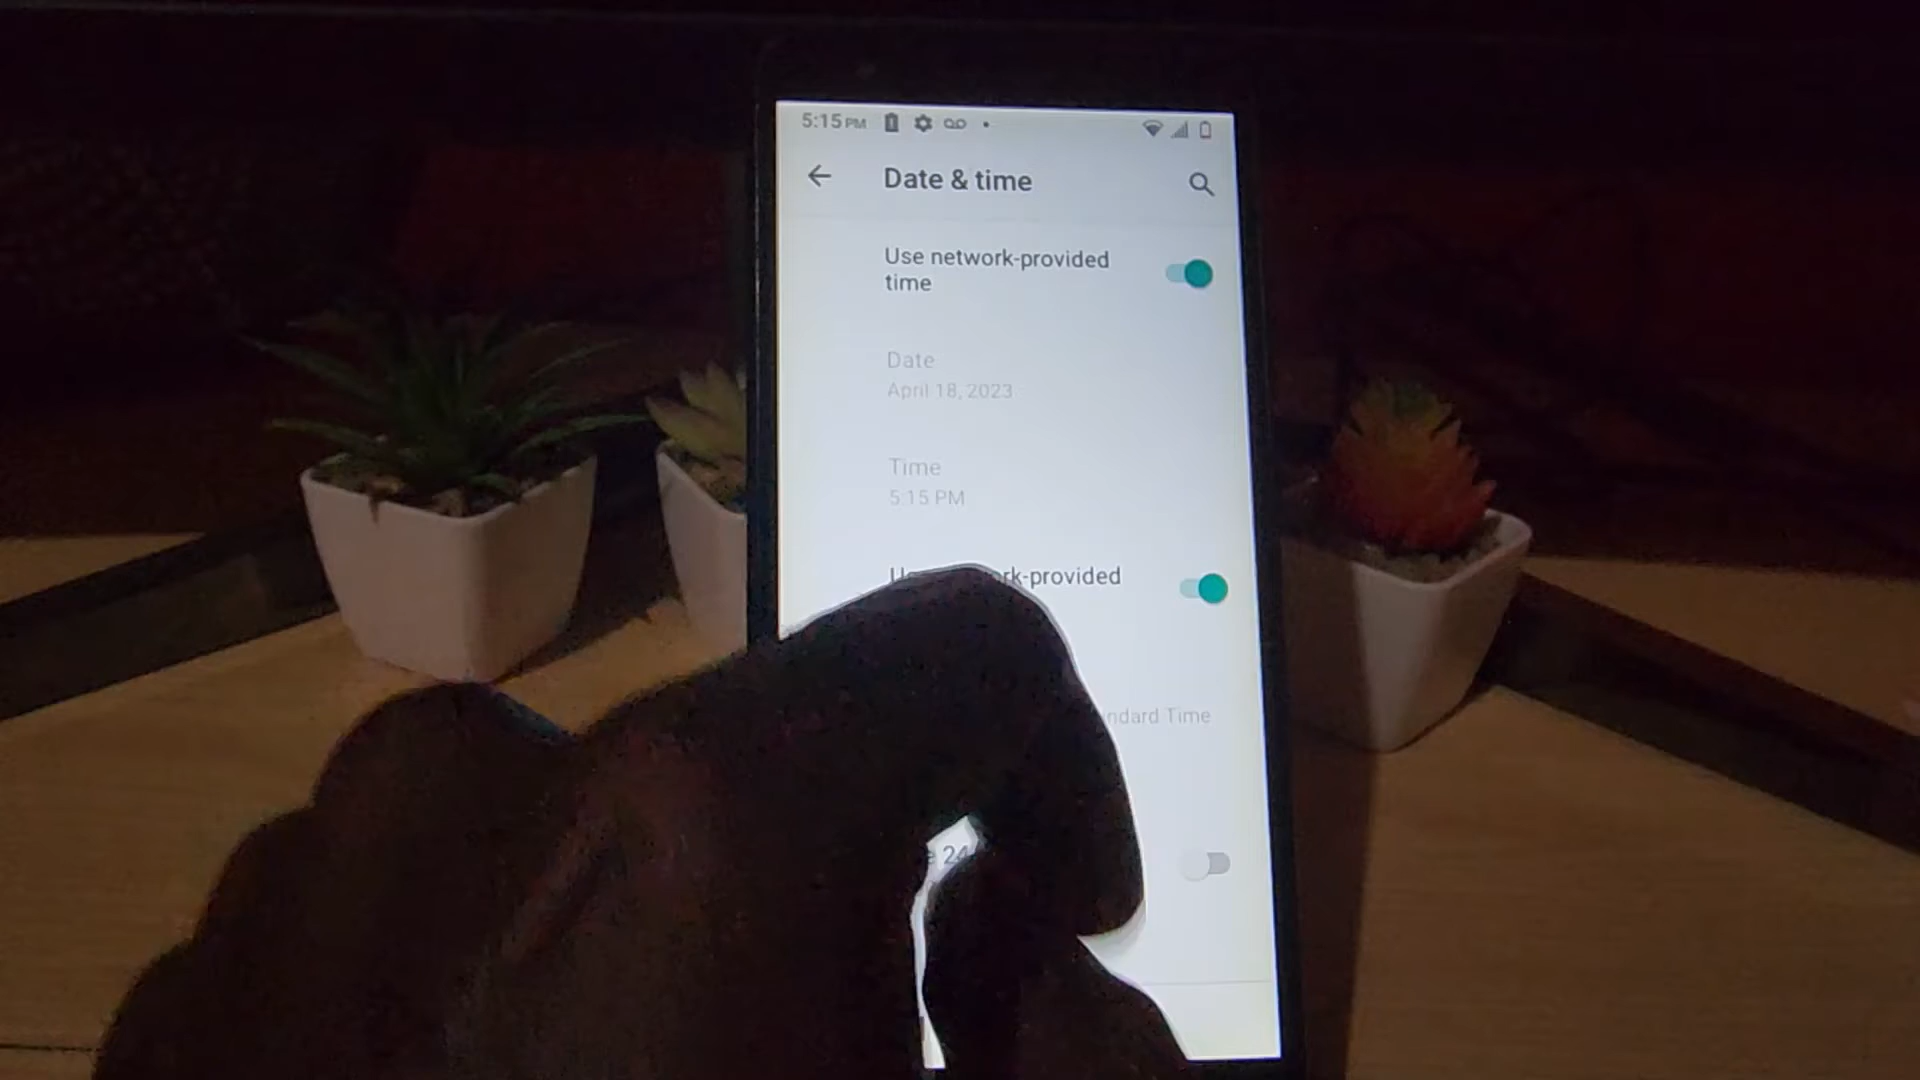 5:15 PM
Date & time
Use network-provided
time
Date
April 18, 2023
Time
5:15 PM
rk-provided
ndard Time
24